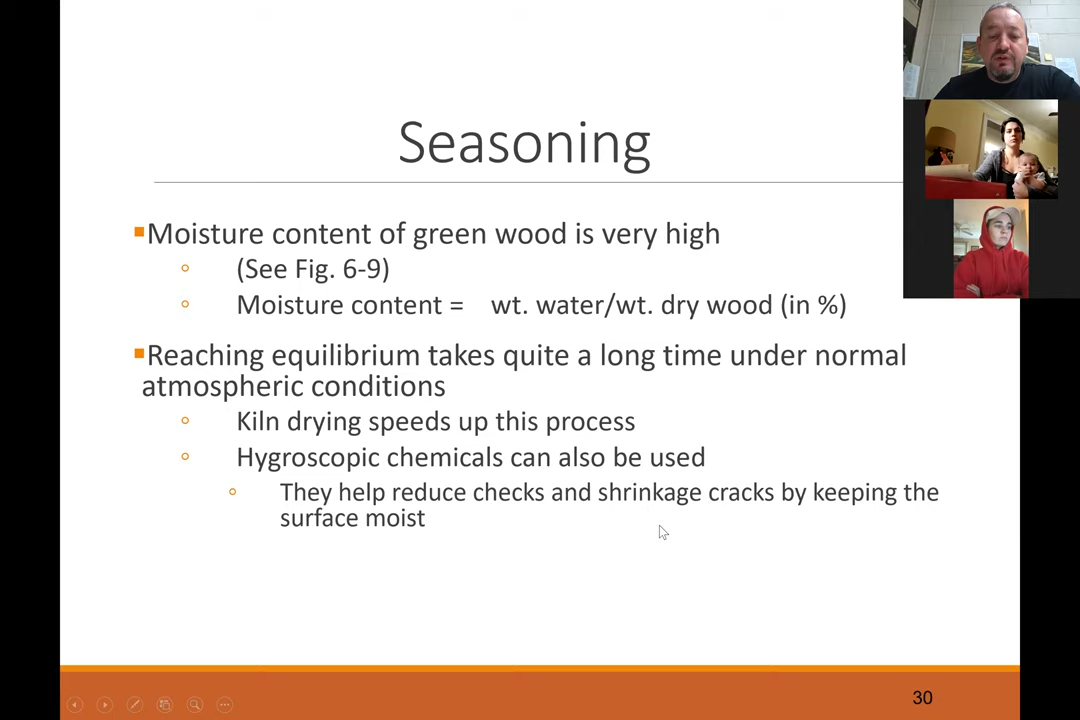 Seasoning
Moisture content of green wood is very high
(See Fig. 6-9)
Moisture content = wt. water/wt. dry wood (in %)
Reaching equilibrium takes quite a long time under normal
atmospheric conditions
Kiln drying speeds up this process
Hygroscopic chemicals can also be used
They help reduce checks and shrinkage cracks by keeping the
surface moist
30